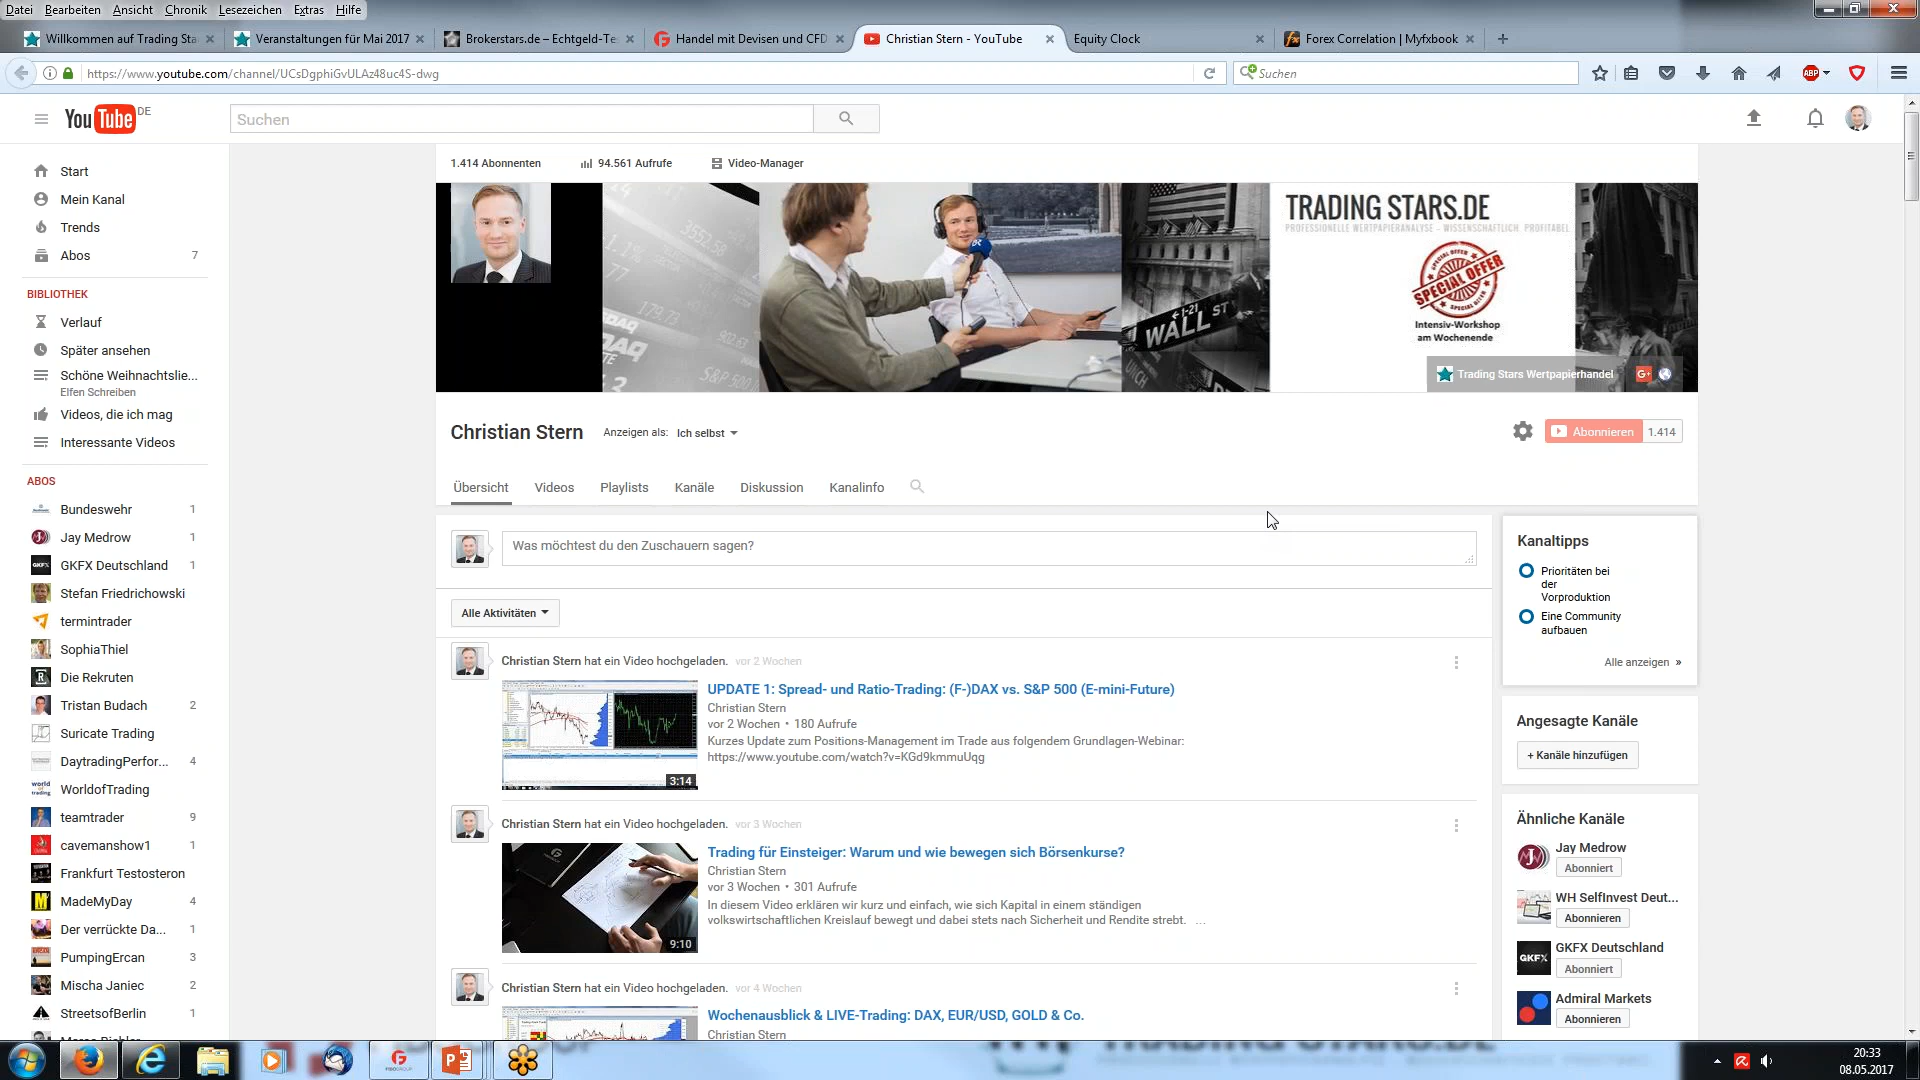 Datei Bearbeiten Ansicht Chronik Lesezeichen Extras Hilfe
Willkommen auf Trading Sta
Veranstaltungen für Mai 2017
Brokerstars.de – Echtgeld-Te
Handel mit Devisen und CFD
Christian Stern - YouTube
Equity Clock
Forex Correlation | Myfxbook
https://www.youtube.com/channel/UCsDgphiGvULAz48uc4S-dwg
Suchen
ABP
YouTube DE
Suchen
Start
Mein Kanal
Trends
Abos 7
BIBLIOTHEK
Verlauf
Später ansehen
Schöne Weihnachtslie...
Elfen Schreiben
Videos, die ich mag
Interessante Videos
ABOS
Bundeswehr 1
Jay Medrow 1
GKFX Deutschland 1
Stefan Friedrichowski
termintrader
SophiaThiel
Die Rekruten
Tristan Budach 2
Suricate Trading
DaytradingPerfor... 4
WorldofTrading
teamtrader 9
cavemanshow1 1
Frankfurt Testosteron
MadeMyDay 4
Der verrückte Da... 1
PumpingErcan 3
Mischa Janiec 2
StreetsofBerlin 1
1.414 Abonnenten
94.561 Aufrufe
Video-Manager
WALL ST
TRADING STARS.DE
PROFESSIONELLE WERTPAPIERANALYSE - WISSENSCHAFTLICH. PROFITABEL
SPECIAL OFFER
Intensiv-Workshop
am Wochenende
Trading Stars Wertpapierhandel
G+
Christian Stern
Anzeigen als: Ich selbst
Abonnieren 1.414
Übersicht Videos Playlists Kanäle Diskussion Kanalinfo
Was möchtest du den Zuschauern sagen?
Alle Aktivitäten
Christian Stern hat ein Video hochgeladen. vor 2 Wochen
UPDATE 1: Spread- und Ratio-Trading: (F-)DAX vs. S&P 500 (E-mini-Future)
Christian Stern
vor 2 Wochen • 180 Aufrufe
Kurzes Update zum Positions-Management im Trade aus folgendem Grundlagen-Webinar:
https://www.youtube.com/watch?v=KGd9kmmuUqg
3:14
Christian Stern hat ein Video hochgeladen. vor 3 Wochen
Trading für Einsteiger: Warum und wie bewegen sich Börsenkurse?
Christian Stern
vor 3 Wochen • 301 Aufrufe
In diesem Video erklären wir kurz und einfach, wie sich Kapital in einem ständigen
volkswirtschaftlichen Kreislauf bewegt und dabei stets nach Sicherheit und Rendite strebt. ...
9:10
Christian Stern hat ein Video hochgeladen. vor 4 Wochen
Wochenausblick & LIVE-Trading: DAX, EUR/USD, GOLD & Co.
Christian Stern
Kanaltipps
Prioritäten bei
der
Vorproduktion
Eine Community
aufbauen
Alle anzeigen »
Angesagte Kanäle
+ Kanäle hinzufügen
Ähnliche Kanäle
Jay Medrow
Abonniert
WH SelfInvest Deut...
Abonnieren
GKFX
GKFX Deutschland
Abonniert
Admiral Markets
Abonnieren
20:33
08.05.2017